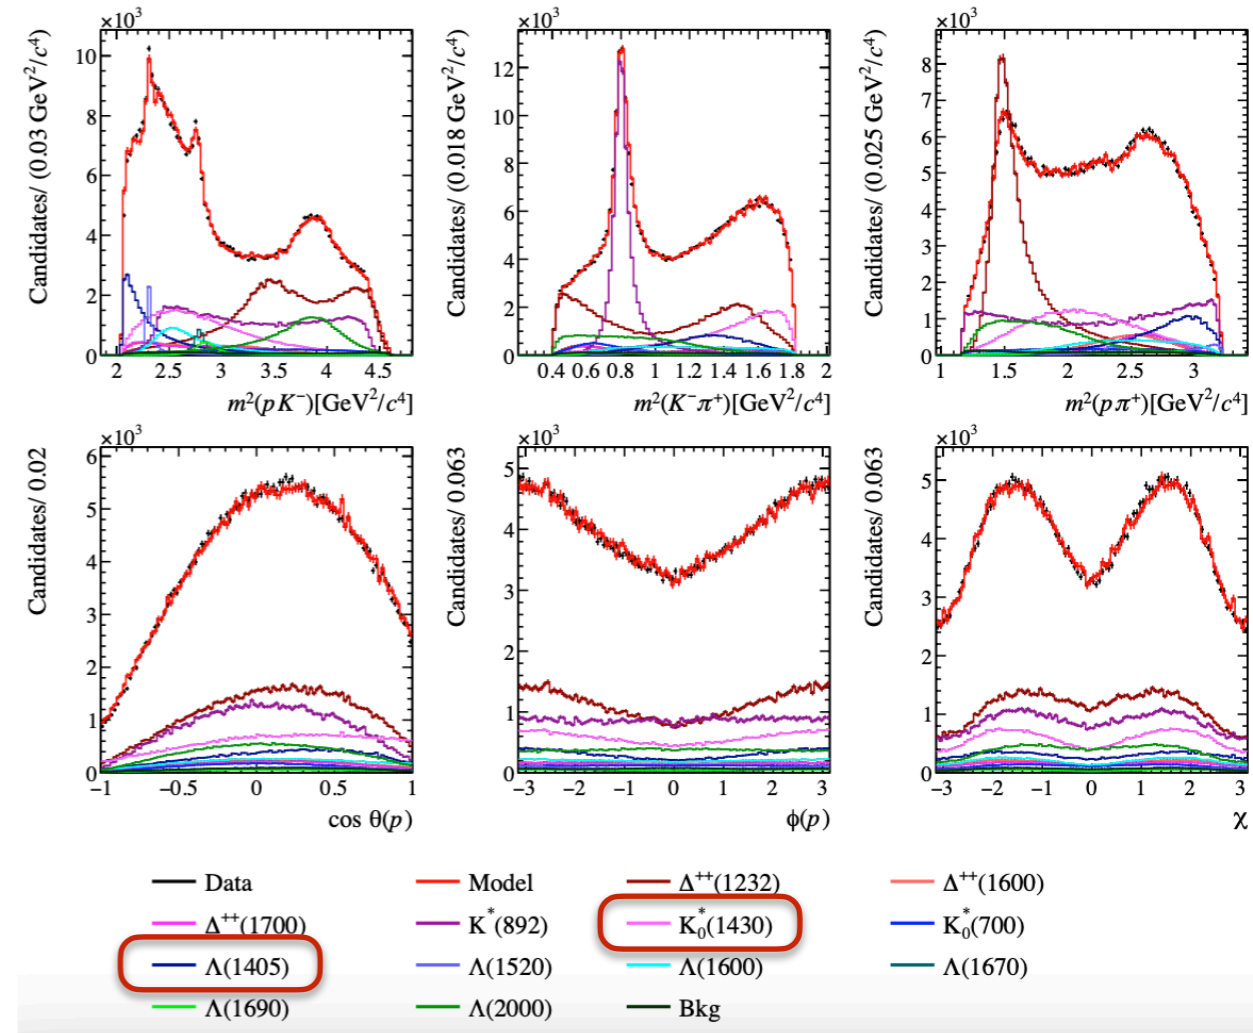 ×10³ ×10³ ×10³
Candidates/ (0.03 GeV²/c⁴)
10
8
6
4
2
0
2 2.5 3 3.5 4 4.5
m²(pK⁻)[GeV²/c⁴]
Candidates/ (0.018 GeV²/c⁴)
12
10
8
6
4
2
0
0.4 0.6 0.8 1 1.2 1.4 1.6 1.8 2
m²(K⁻π⁺)[GeV²/c⁴]
Candidates/ (0.025 GeV²/c⁴)
8
7
6
5
4
3
2
1
0
1 1.5 2 2.5 3
m²(pπ⁺)[GeV²/c⁴]
×10³ ×10³ ×10³
Candidates/ 0.02
6
5
4
3
2
1
0
−1 −0.5 0 0.5 1
cos θ(p)
Candidates/ 0.063
5
4
3
2
1
0
−3 −2 −1 0 1 2 3
ϕ(p)
Candidates/ 0.063
5
4
3
2
1
0
−3 −2 −1 0 1 2 3
χ
Data Model Δ⁺⁺(1232) Δ⁺⁺(1600)
Δ⁺⁺(1700) K*(892) K*₀(1430) K*₀(700)
Λ(1405) Λ(1520) Λ(1600) Λ(1670)
Λ(1690) Λ(2000) Bkg